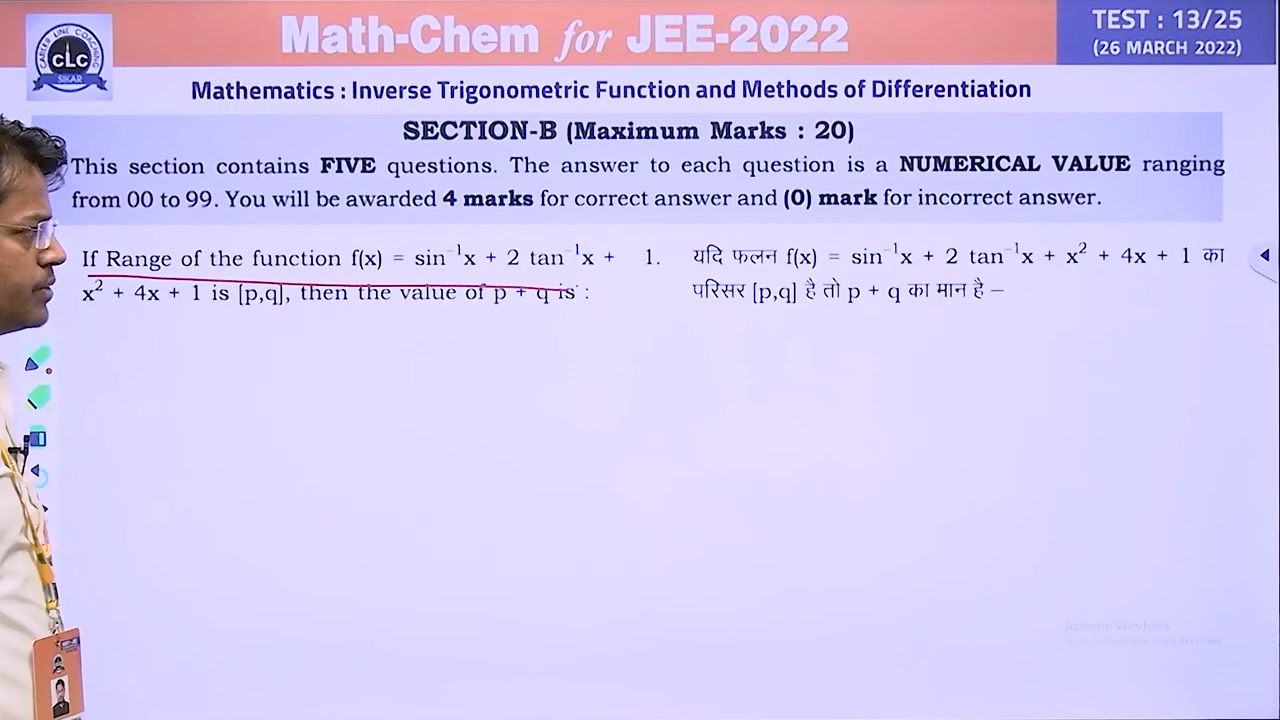 Math-Chem for JEE-2022
TEST : 13/25
(26 MARCH 2022)
CAREER LINE COACHING
CLC
SIKAR
Mathematics : Inverse Trigonometric Function and Methods of Differentiation
SECTION-B (Maximum Marks : 20)
This section contains FIVE questions. The answer to each question is a NUMERICAL VALUE ranging
from 00 to 99. You will be awarded 4 marks for correct answer and (0) mark for incorrect answer.
If Range of the function f(x) = sin⁻¹x + 2 tan⁻¹x +
x² + 4x + 1 is [p,q], then the value of p + q is :
1. यदि फलन f(x) = sin⁻¹x + 2 tan⁻¹x + x² + 4x + 1 का
परिसर [p,q] है तो p + q का मान है –
Activate Windows